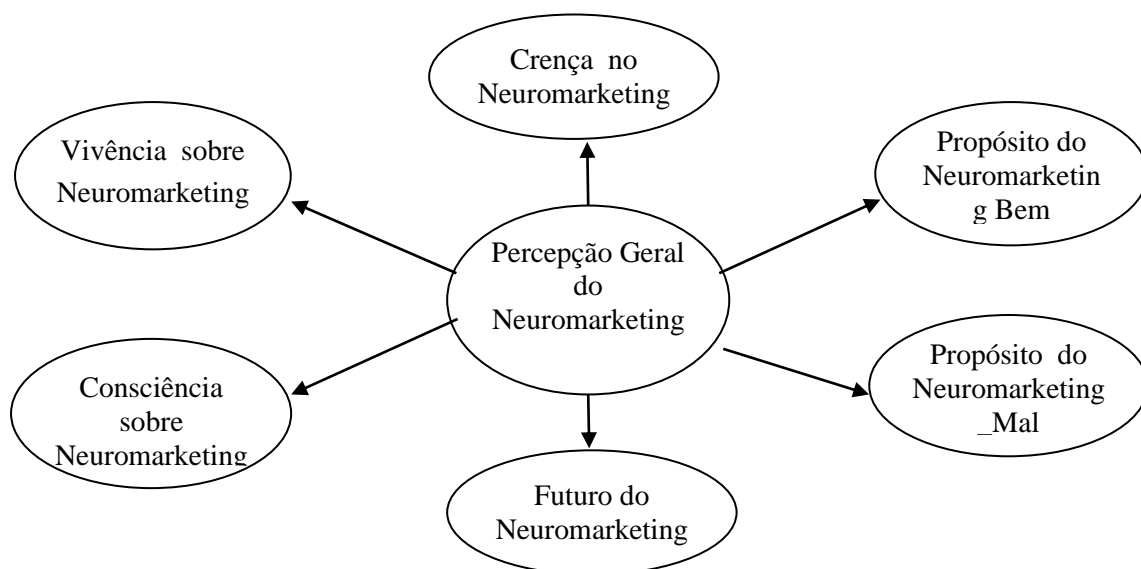 Crença no
Neuromarketing
Vivência sobre
Neuromarketing
Propósito do
Neuromarketin
g Bem
Percepção Geral
do
Neuromarketing
Consciência
sobre
Neuromarketing
Propósito do
Neuromarketing
_Mal
Futuro do
Neuromarketing